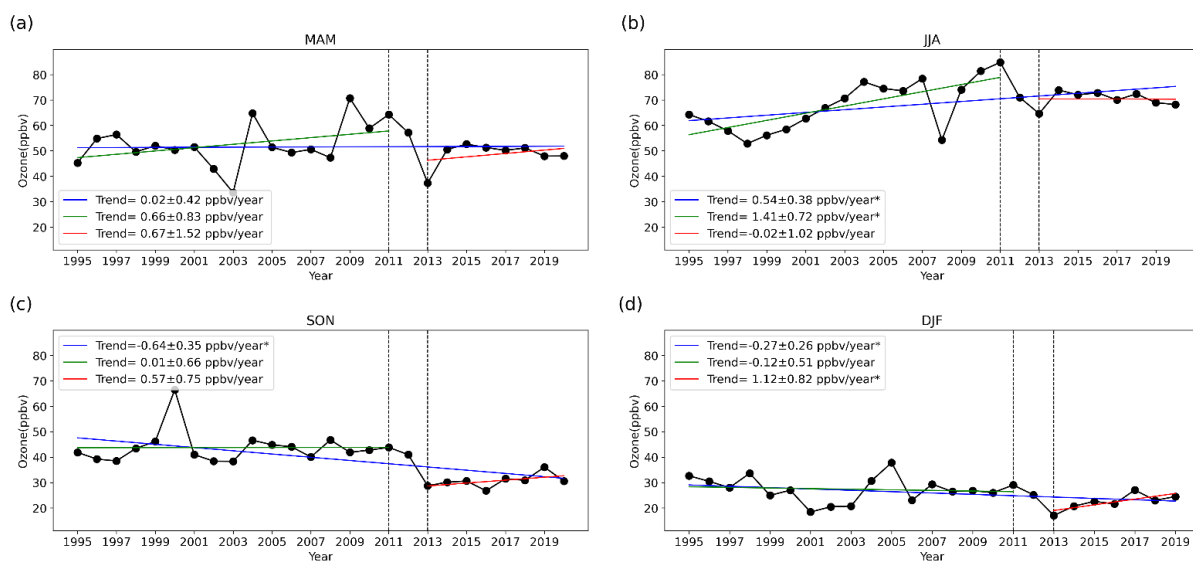 (a)
MAM
Ozone(ppbv)
80
70
60
50
40
30
20
Trend= 0.02±0.42 ppbv/year
Trend= 0.66±0.83 ppbv/year
Trend= 0.67±1.52 ppbv/year
1995 1997 1999 2001 2003 2005 2007 2009 2011 2013 2015 2017 2019
Year
(b)
JJA
Ozone(ppbv)
80
70
60
50
40
30
20
Trend= 0.54±0.38 ppbv/year*
Trend= 1.41±0.72 ppbv/year*
Trend=-0.02±1.02 ppbv/year
1995 1997 1999 2001 2003 2005 2007 2009 2011 2013 2015 2017 2019
Year
(c)
SON
Ozone(ppbv)
80
70
60
50
40
30
20
Trend=-0.64±0.35 ppbv/year*
Trend= 0.01±0.66 ppbv/year
Trend= 0.57±0.75 ppbv/year
1995 1997 1999 2001 2003 2005 2007 2009 2011 2013 2015 2017 2019
Year
(d)
DJF
Ozone(ppbv)
80
70
60
50
40
30
20
Trend=-0.27±0.26 ppbv/year*
Trend=-0.12±0.51 ppbv/year
Trend= 1.12±0.82 ppbv/year*
1995 1997 1999 2001 2003 2005 2007 2009 2011 2013 2015 2017 2019
Year